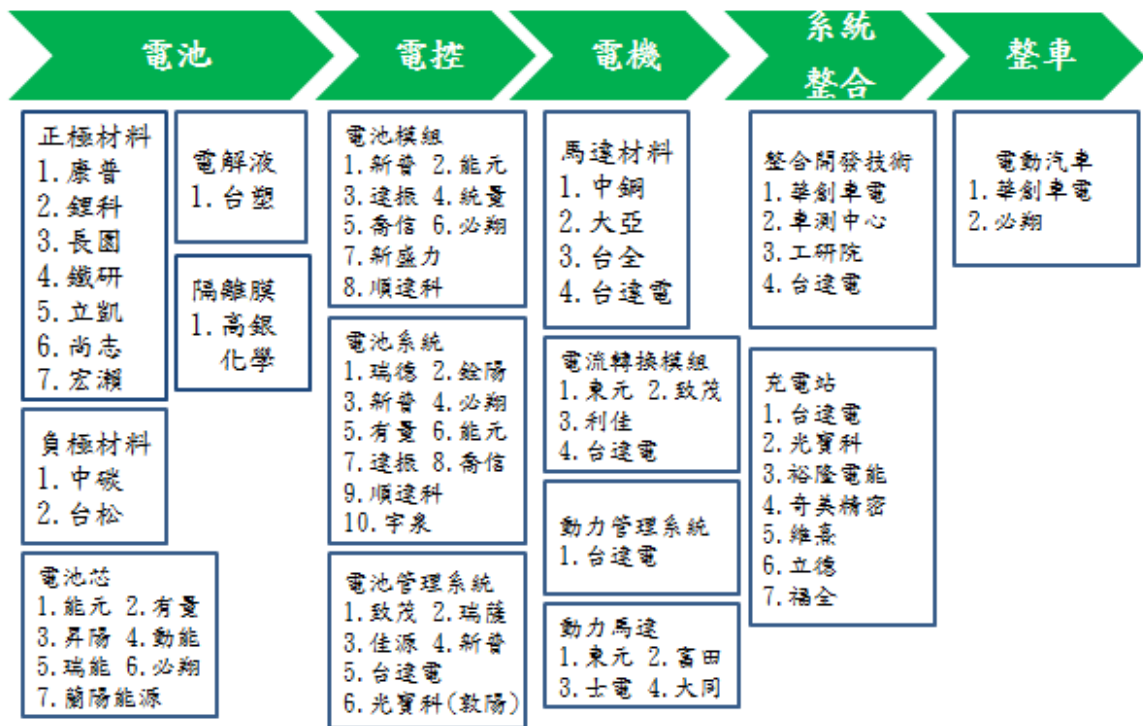 電池
電控
電機
系統
整合
整車
正極材料
1.康普
2.鋰科
3.長園
4.鐵研
5.立凱
6.尚志
7.宏瀨
電解液
1.台塑
隔離膜
1.高銀
化學
負極材料
1.中碳
2.台松
電池芯
1.能元 2.有量
3.昇陽 4.動能
5.瑞能 6.必翔
7.蘭陽能源
電池模組
1.新普 2.能元
3.達振 4.統量
5.喬信 6.必翔
7.新盛力
8.順達科
電池系統
1.瑞德 2.銓陽
3.新普 4.必翔
5.有量 6.能元
7.達振 8.喬信
9.順達科
10.宇泉
電池管理系統
1.致茂 2.瑞薩
3.佳源 4.新普
5.台達電
6.光寶科(敦陽)
馬達材料
1.中鋼
2.大亞
3.台全
4.台達電
電流轉換模組
1.東元 2.致茂
3.利佳
4.台達電
動力管理系統
1.台達電
動力馬達
1.東元 2.富田
3.士電 4.大同
整合開發技術
1.華創車電
2.車測中心
3.工研院
4.台達電
充電站
1.台達電
2.光寶科
3.裕隆電能
4.奇美精密
5.維熹
6.立德
7.福全
電動汽車
1.華創車電
2.必翔